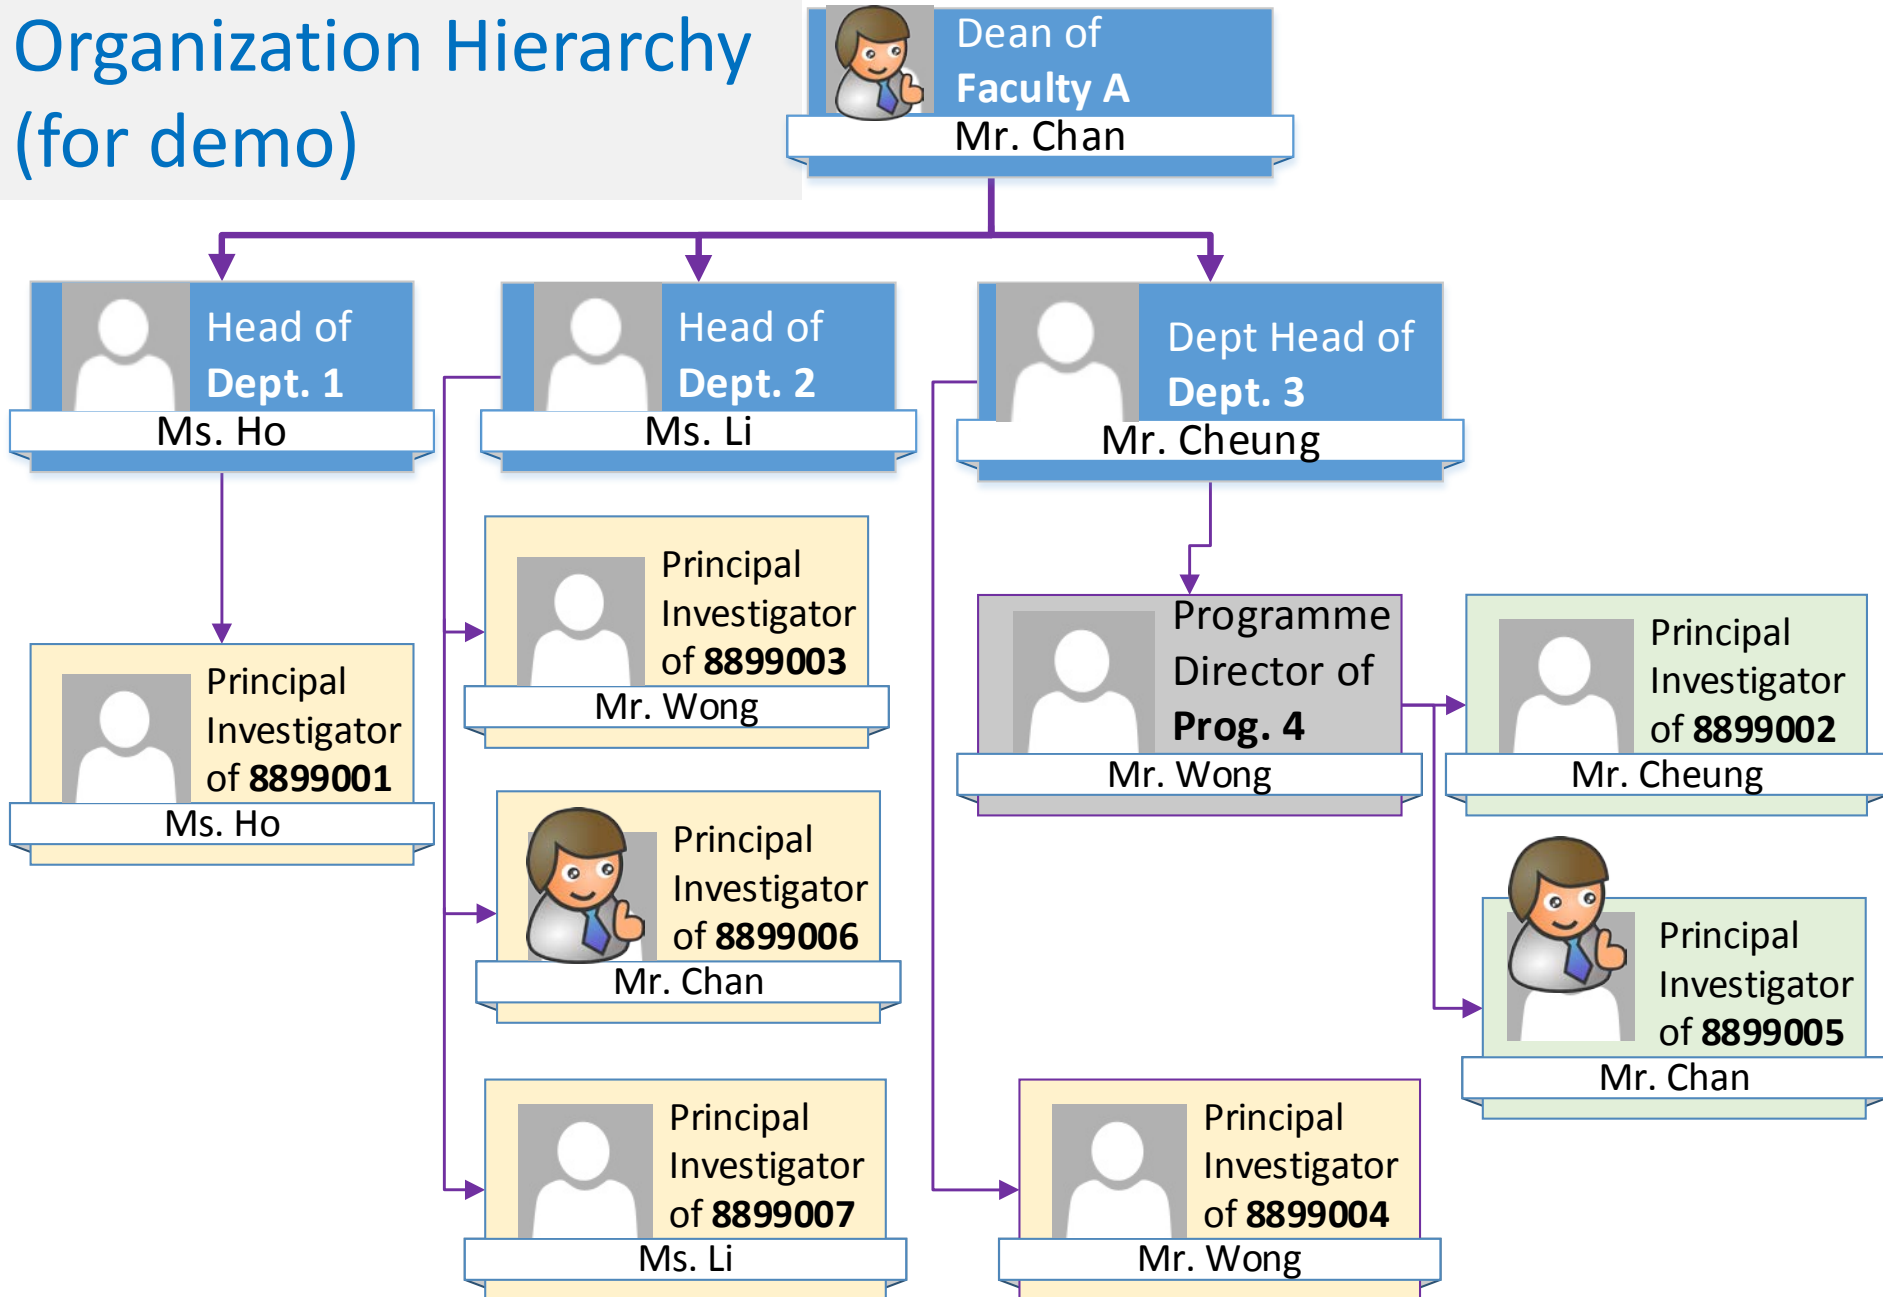 Organization Hierarchy
(for demo)
Dean of
Faculty A
Mr. Chan
Head of
Dept. 1
Ms. Ho
Head of
Dept. 2
Ms. Li
Dept Head of
Dept. 3
Mr. Cheung
Principal
Investigator
of 8899001
Ms. Ho
Principal
Investigator
of 8899003
Mr. Wong
Principal
Investigator
of 8899006
Mr. Chan
Principal
Investigator
of 8899007
Ms. Li
Programme
Director of
Prog. 4
Mr. Wong
Principal
Investigator
of 8899002
Mr. Cheung
Principal
Investigator
of 8899005
Mr. Chan
Principal
Investigator
of 8899004
Mr. Wong